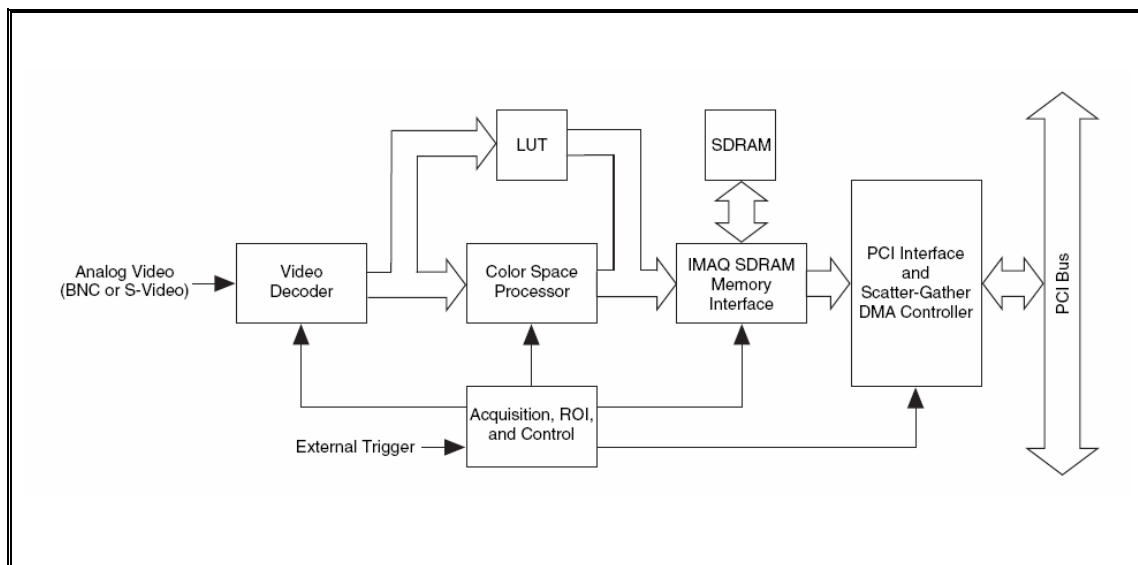 LUT
SDRAM
Analog Video
(BNC or S-Video)
Video
Decoder
Color Space
Processor
IMAQ SDRAM
Memory
Interface
PCI Interface
and
Scatter-Gather
DMA Controller
PCI Bus
Acquisition, ROI,
and Control
External Trigger